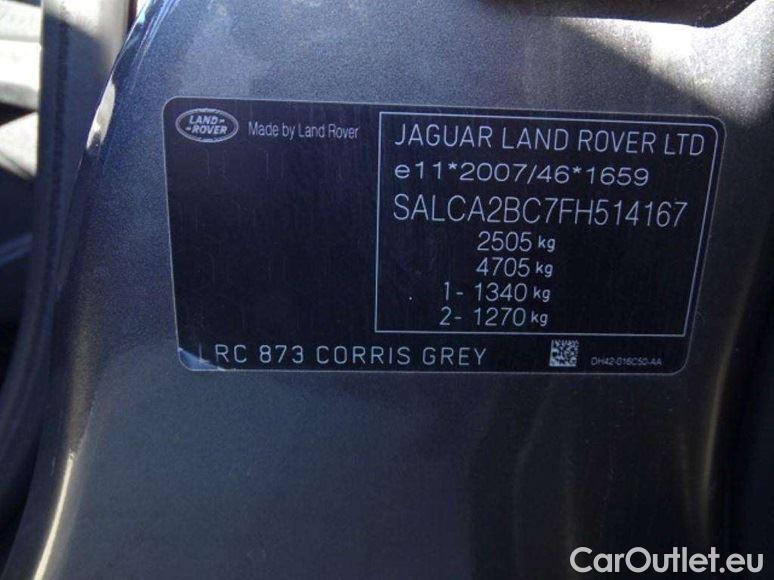 LAND
ROVER
Made by Land Rover
JAGUAR LAND ROVER LTD
e11*2007/46*1659
SALCA2BC7FH514167
2505 kg
4705 kg
1- 1340 kg
2- 1270 kg
LRC 873 CORRIS GREY
DH42-016C50-AA
CarOutlet.eu